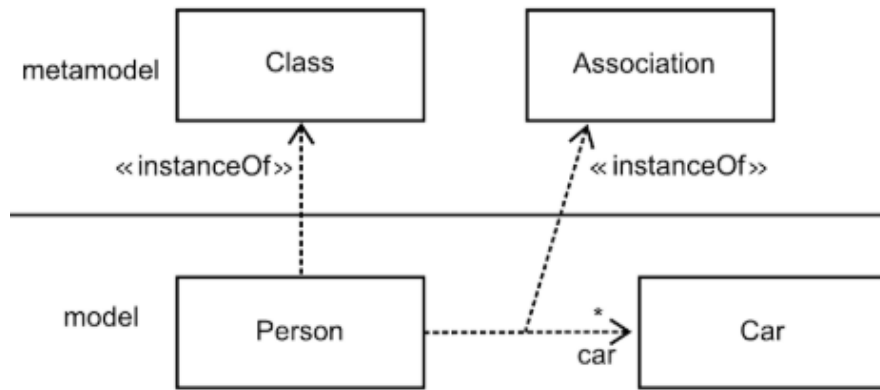 metamodel
Class
Association
«instanceOf»
«instanceOf»
model
Person
*
car
Car